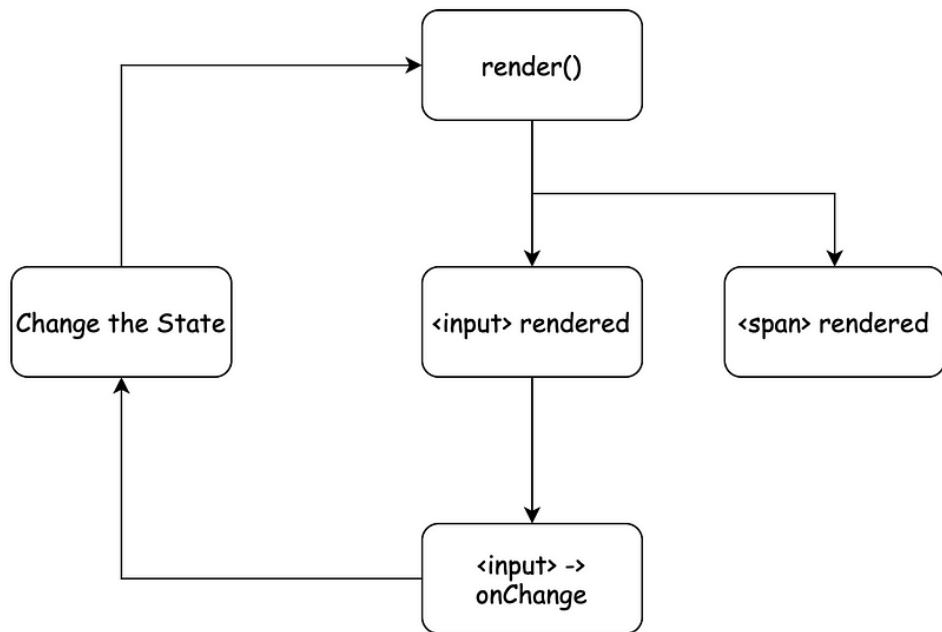 render()
Change the State
<input> rendered
<span> rendered
<input> ->
onChange